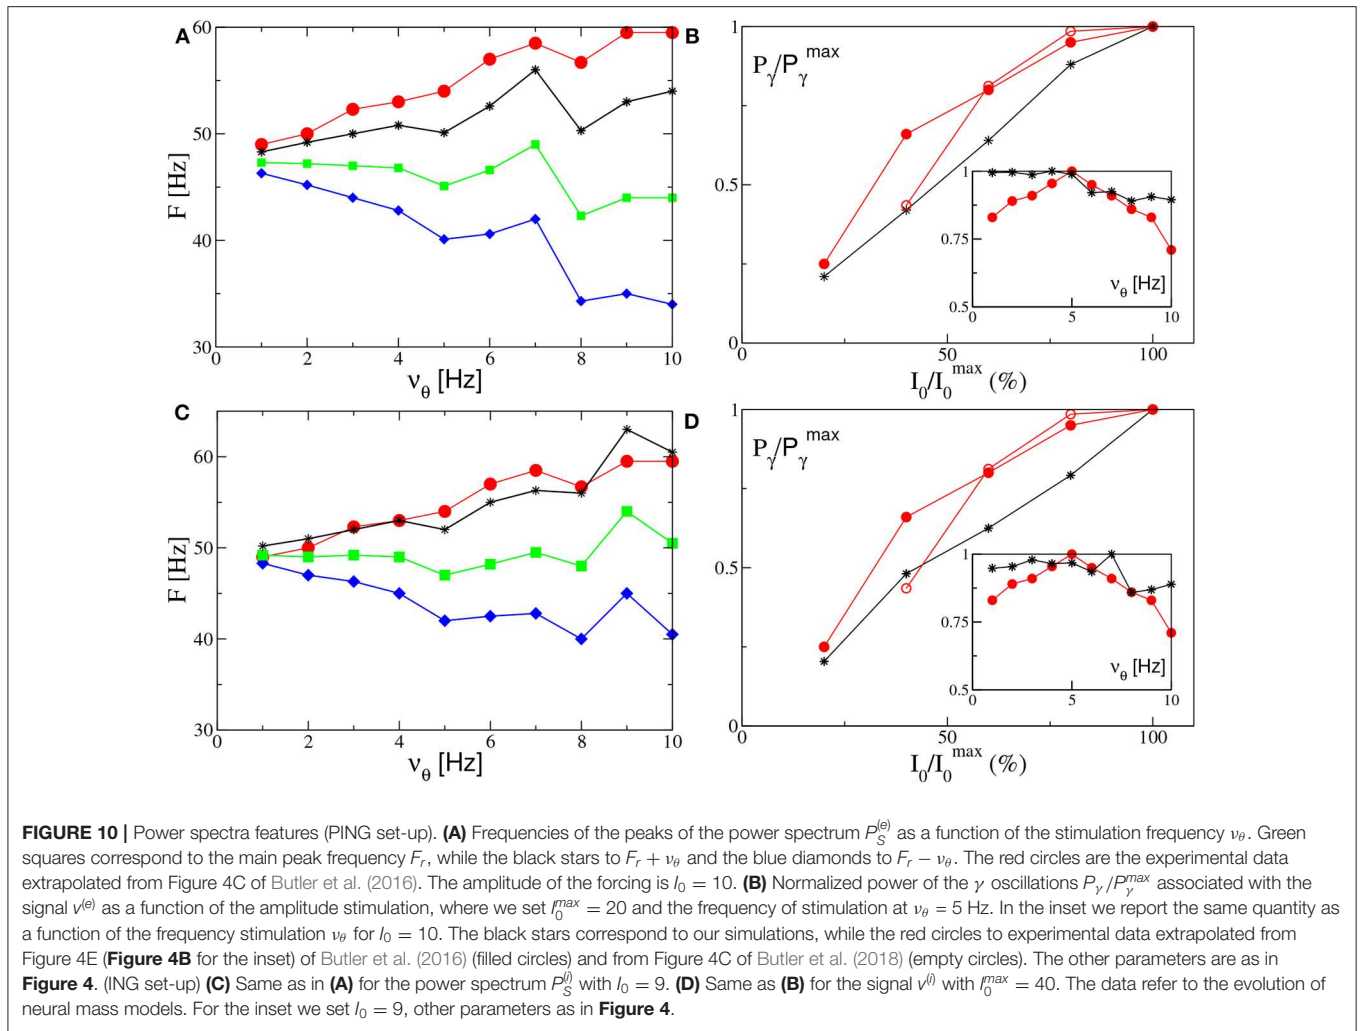 A
60
50
40
30
F [Hz]
0
2
4
6
8
10
ν_θ [Hz]
B
1
0.5
0
P_γ/P_γ^max
0
50
100
I_0/I_0^max (%)
1
0.75
0.5
0
5
10
ν_θ [Hz]
C
60
50
40
30
F [Hz]
0
2
4
6
8
10
ν_θ [Hz]
D
1
0.5
0
P_γ/P_γ^max
0
50
100
I_0/I_0^max (%)
1
0.75
0.5
0
5
10
ν_θ [Hz]
FIGURE 10 | Power spectra features (PING set-up). (A) Frequencies of the peaks of the power spectrum P_S^(e) as a function of the stimulation frequency ν_θ. Green
squares correspond to the main peak frequency F_r, while the black stars to F_r + ν_θ and the blue diamonds to F_r − ν_θ. The red circles are the experimental data
extrapolated from Figure 4C of Butler et al. (2016). The amplitude of the forcing is I_0 = 10. (B) Normalized power of the γ oscillations P_γ/P_γ^max associated with the
signal v^(e) as a function of the amplitude stimulation, where we set I_0^max = 20 and the frequency of stimulation at ν_θ = 5 Hz. In the inset we report the same quantity as
a function of the frequency stimulation ν_θ for I_0 = 10. The black stars correspond to our simulations, while the red circles to experimental data extrapolated from
Figure 4E (Figure 4B for the inset) of Butler et al. (2016) (filled circles) and from Figure 4C of Butler et al. (2018) (empty circles). The other parameters are as in
Figure 4. (ING set-up) (C) Same as in (A) for the power spectrum P_S^(i) with I_0 = 9. (D) Same as (B) for the signal v^(i) with I_0^max = 40. The data refer to the evolution of
neural mass models. For the inset we set I_0 = 9, other parameters as in Figure 4.